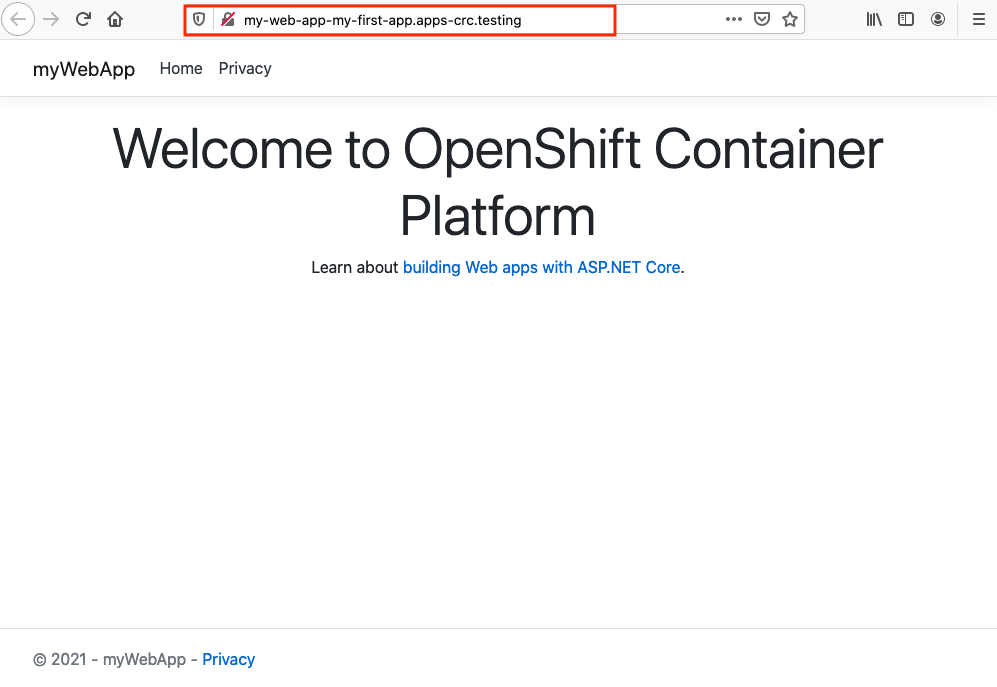 my-web-app-my-first-app.apps-crc.testing
myWebApp Home Privacy
Welcome to OpenShift Container
Platform
Learn about building Web apps with ASP.NET Core.
© 2021 - myWebApp - Privacy